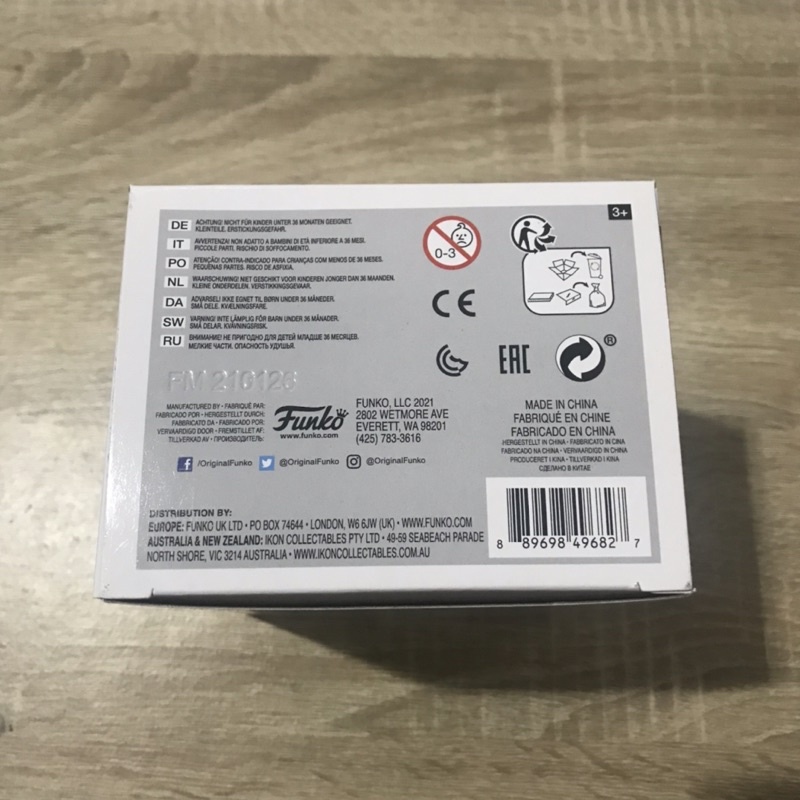 3+
DE ACHTUNG! NICHT FÜR KINDER UNTER 36 MONATEN GEEIGNET.
KLEINTEILE, ERSTICKUNGSGEFAHR.
IT AVVERTENZA! NON ADATTO A BAMBINI DI ETÀ INFERIORE A 36 MESI.
PICCOLE PARTI. RISCHIO DI SOFFOCAMENTO.
PO ATENÇÃO! CONTRA-INDICADO PARA CRIANÇAS COM MENOS DE 36 MESES.
PEQUENAS PARTES. RISCO DE ASFIXIA.
NL WAARSCHUWING! NIET GESCHIKT VOOR KINDEREN JONGER DAN 36 MAANDEN.
KLEINE ONDERDELEN. VERSTIKKINGSGEVAAR.
DA ADVARSEL! IKKE EGNET TIL BØRN UNDER 36 MÅNEDER.
SMÅ DELE. KVÆLNINGSFARE.
SW VARNING! INTE LÄMPLIG FÖR BARN UNDER 36 MÅNADER.
SMÅ DELAR. KVÄVNINGSRISK.
RU ВНИМАНИЕ! НЕ ПРИГОДНО ДЛЯ ДЕТЕЙ МЛАДШЕ 36 МЕСЯЦЕВ.
МЕЛКИЕ ЧАСТИ. ОПАСНОСТЬ УДУШЬЯ.
0-3
CE
EAC
®
FM 210126
MANUFACTURED BY • FABRIQUÉ PAR:
FABRICADO POR • HERGESTELLT DURCH:
FABBRICATO DA • FABRICADO POR:
VERVAARDIGD DOOR • FREMSTILLET AF:
TILLVERKAD AV • ПРОИЗВОДИТЕЛЬ:
Funko
www.funko.com
FUNKO, LLC 2021
2802 WETMORE AVE
EVERETT, WA 98201
(425) 783-3616
MADE IN CHINA
FABRIQUÉ EN CHINE
FABRICADO EN CHINA
HERGESTELLT IN CHINA • FABBRICATO IN CINA
FABRICADO NA CHINA • VERVAARDIGD IN CHINA
PRODUCERET I KINA • TILLVERKAD I KINA
СДЕЛАНО В КИТАЕ
/OriginalFunko @OriginalFunko @OriginalFunko
DISTRIBUTION BY:
EUROPE: FUNKO UK LTD • PO BOX 74644 • LONDON, W6 6JW (UK) • WWW.FUNKO.COM
AUSTRALIA & NEW ZEALAND: IKON COLLECTABLES PTY LTD • 49-59 SEABEACH PARADE
NORTH SHORE, VIC 3214 AUSTRALIA • WWW.IKONCOLLECTABLES.COM.AU
8 89698 49682 7